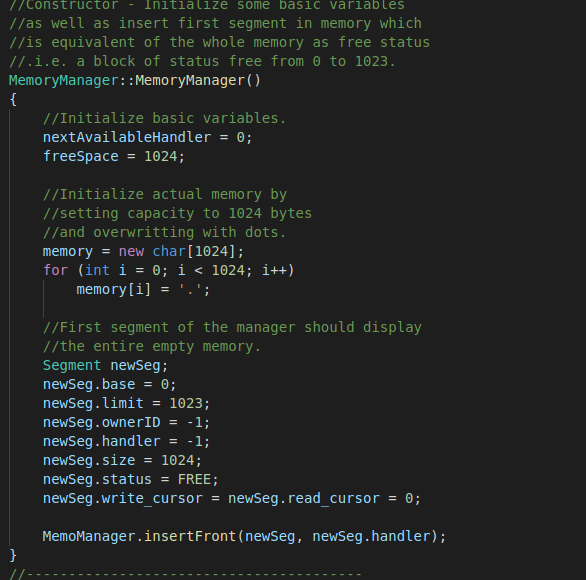 //Constructor - Initialize some basic variables
//as well as insert first segment in memory which
//is equivalent of the whole memory as free status
//.i.e. a block of status free from 0 to 1023.
MemoryManager::MemoryManager()
{
    //Initialize basic variables.
    nextAvailableHandler = 0;
    freeSpace = 1024;

    //Initialize actual memory by
    //setting capacity to 1024 bytes
    //and overwritting with dots.
    memory = new char[1024];
    for (int i = 0; i < 1024; i++)
        memory[i] = '.';

    //First segment of the manager should display
    //the entire empty memory.
    Segment newSeg;
    newSeg.base = 0;
    newSeg.limit = 1023;
    newSeg.ownerID = -1;
    newSeg.handler = -1;
    newSeg.size = 1024;
    newSeg.status = FREE;
    newSeg.write_cursor = newSeg.read_cursor = 0;

    MemoManager.insertFront(newSeg, newSeg.handler);
}
//----------------------------------------